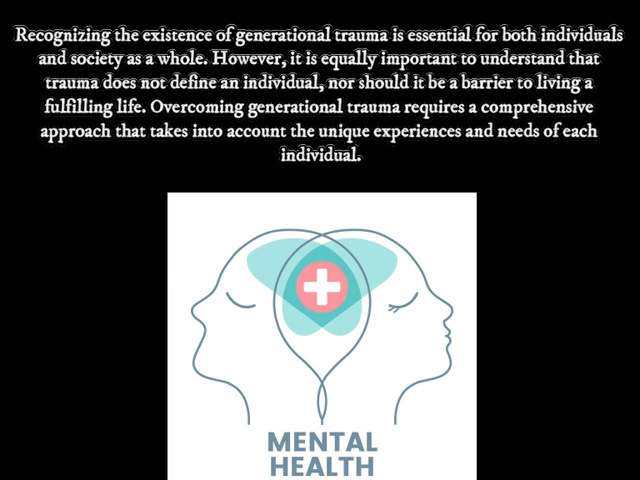 Recognizing the existence of generational trauma is essential for both individuals
and society as a whole. However, it is equally important to understand that
trauma does not define an individual, nor should it be a barrier to living a
fulfilling life. Overcoming generational trauma requires a comprehensive
approach that takes into account the unique experiences and needs of each
individual.
MENTAL
HEALTH